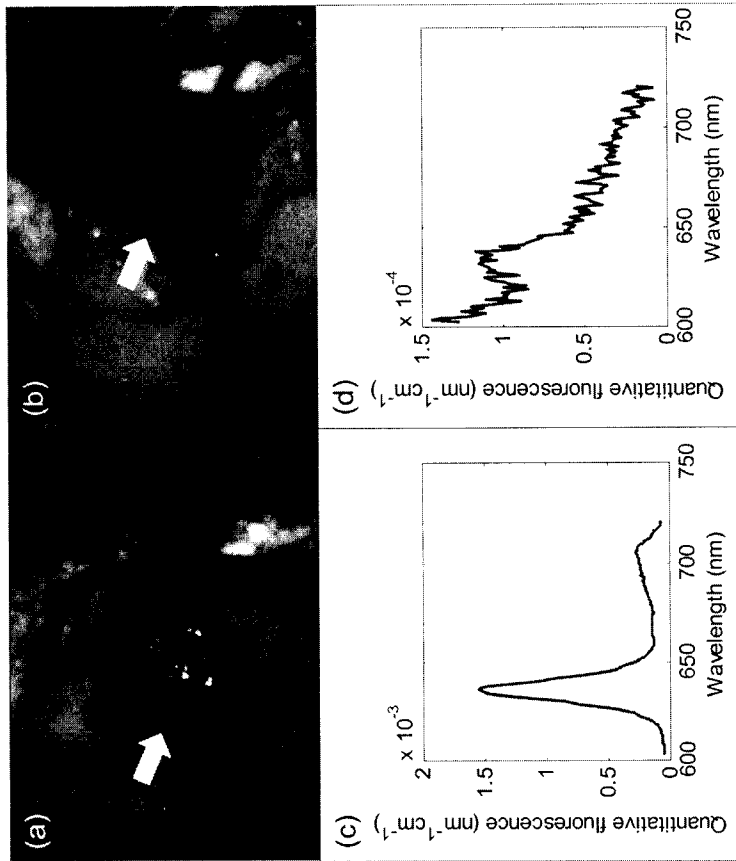 (a)
(b)
(c)
x 10⁻³
Quantitative fluorescence (nm⁻¹cm⁻¹)
2
1.5
1
0.5
0
600
650
700
750
Wavelength (nm)
(d)
x 10⁻⁴
Quantitative fluorescence (nm⁻¹cm⁻¹)
1.5
1
0.5
0
600
650
700
750
Wavelength (nm)